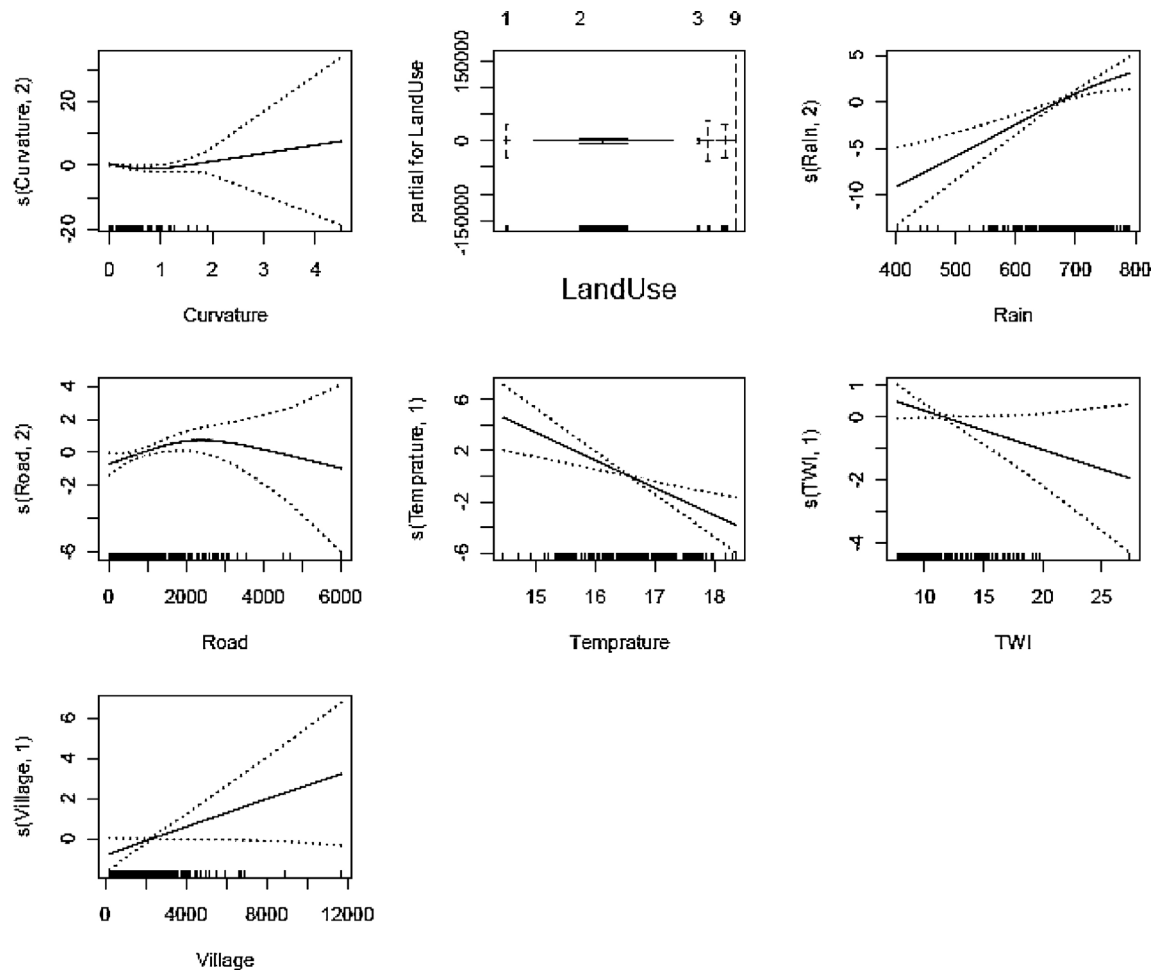 1 2 3 9
s(Curvature, 2)
20
0
-20
0 1 2 3 4
Curvature
partial for LandUse
150000
0
-150000
LandUse
s(Rain, 2)
5
0
-5
-10
400 500 600 700 800
Rain
s(Road, 2)
4
2
0
-2
-6
0 2000 4000 6000
Road
s(Temprature, 1)
6
2
-2
-6
15 16 17 18
Temprature
s(TWI, 1)
1
0
-2
-4
10 15 20 25
TWI
s(Village, 1)
6
4
2
0
0 4000 8000 12000
Village